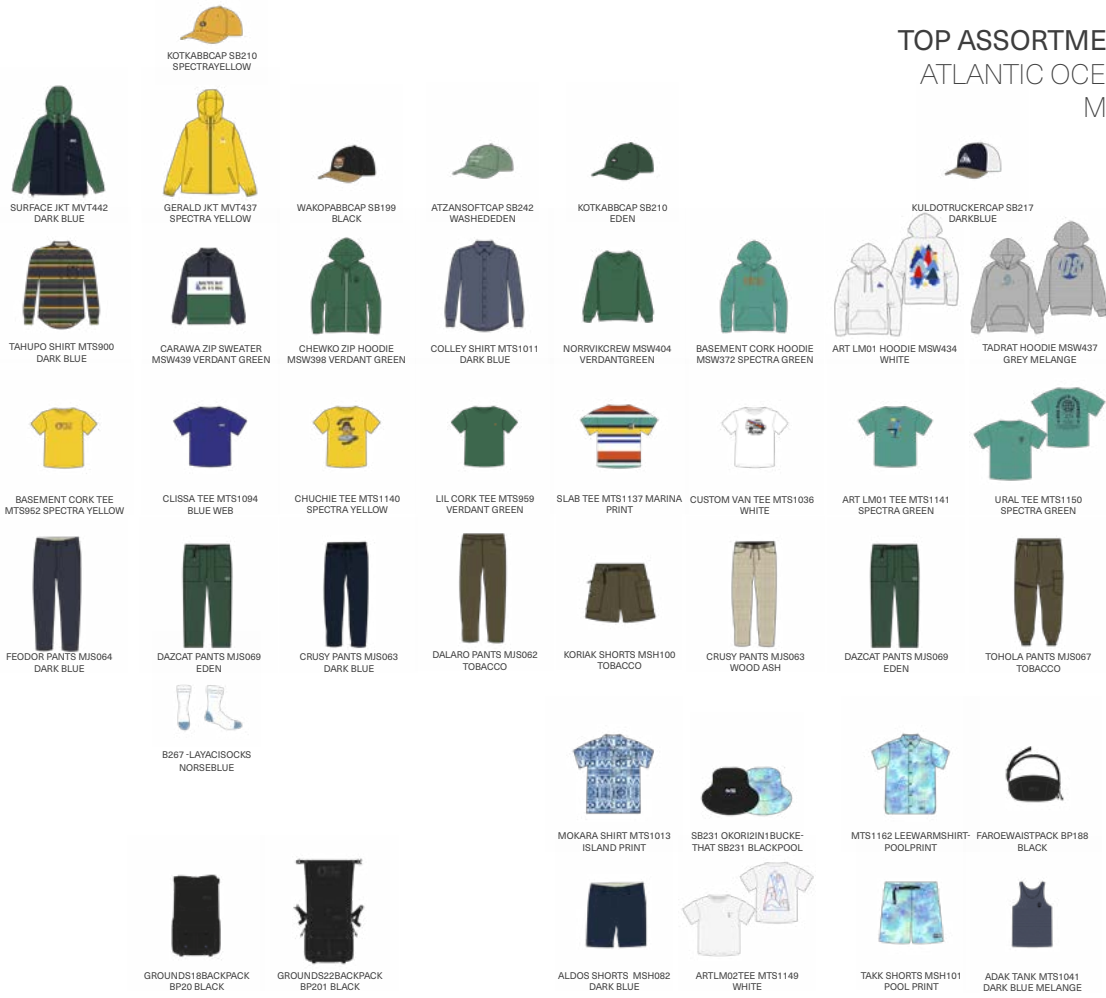 TOP ASSORTME
ATLANTIC OCE
M
KOTKABBCAP SB210
SPECTRAYELLOW
SURFACE JKT MVT442
DARK BLUE
GERALD JKT MVT437
SPECTRA YELLOW
WAKOPABBCAP SB199
BLACK
ATZANSOFTCAP SB242
WASHEDEDEN
KOTKABBCAP SB210
EDEN
KULDOTRUCKERCAP SB217
DARKBLUE
TAHUPO SHIRT MTS900
DARK BLUE
CARAWA ZIP SWEATER
MSW439 VERDANT GREEN
CHEWKO ZIP HOODIE
MSW398 VERDANT GREEN
COLLEY SHIRT MTS1011
DARK BLUE
NORRVIKCREW MSW404
VERDANTGREEN
BASEMENT CORK HOODIE
MSW372 SPECTRA GREEN
ART LM01 HOODIE MSW434
WHITE
TADRAT HOODIE MSW437
GREY MELANGE
BASEMENT CORK TEE
MTS952 SPECTRA YELLOW
CLISSA TEE MTS1094
BLUE WEB
CHUCHIE TEE MTS1140
SPECTRA YELLOW
LIL CORK TEE MTS959
VERDANT GREEN
SLAB TEE MTS1137 MARINA
PRINT
CUSTOM VAN TEE MTS1036
WHITE
ART LM01 TEE MTS1141
SPECTRA GREEN
URAL TEE MTS1150
SPECTRA GREEN
FEODOR PANTS MJS064
DARK BLUE
DAZCAT PANTS MJS069
EDEN
CRUSY PANTS MJS063
DARK BLUE
DALARO PANTS MJS062
TOBACCO
KORIAK SHORTS MSH100
TOBACCO
CRUSY PANTS MJS063
WOOD ASH
DAZCAT PANTS MJS069
EDEN
TOHOLA PANTS MJS067
TOBACCO
B267 -LAYACISOCKS
NORSEBLUE
MOKARA SHIRT MTS1013
ISLAND PRINT
SB231 OKORI2IN1BUCKE-
THAT SB231 BLACKPOOL
MTS1162 LEEWARMSHIRT-
POOLPRINT
FAROEWAISTPACK BP188
BLACK
GROUNDS18BACKPACK
BP20 BLACK
GROUNDS22BACKPACK
BP201 BLACK
ALDOS SHORTS MSH082
DARK BLUE
ARTLM02TEE MTS1149
WHITE
TAKK SHORTS MSH101
POOL PRINT
ADAK TANK MTS1041
DARK BLUE MELANGE